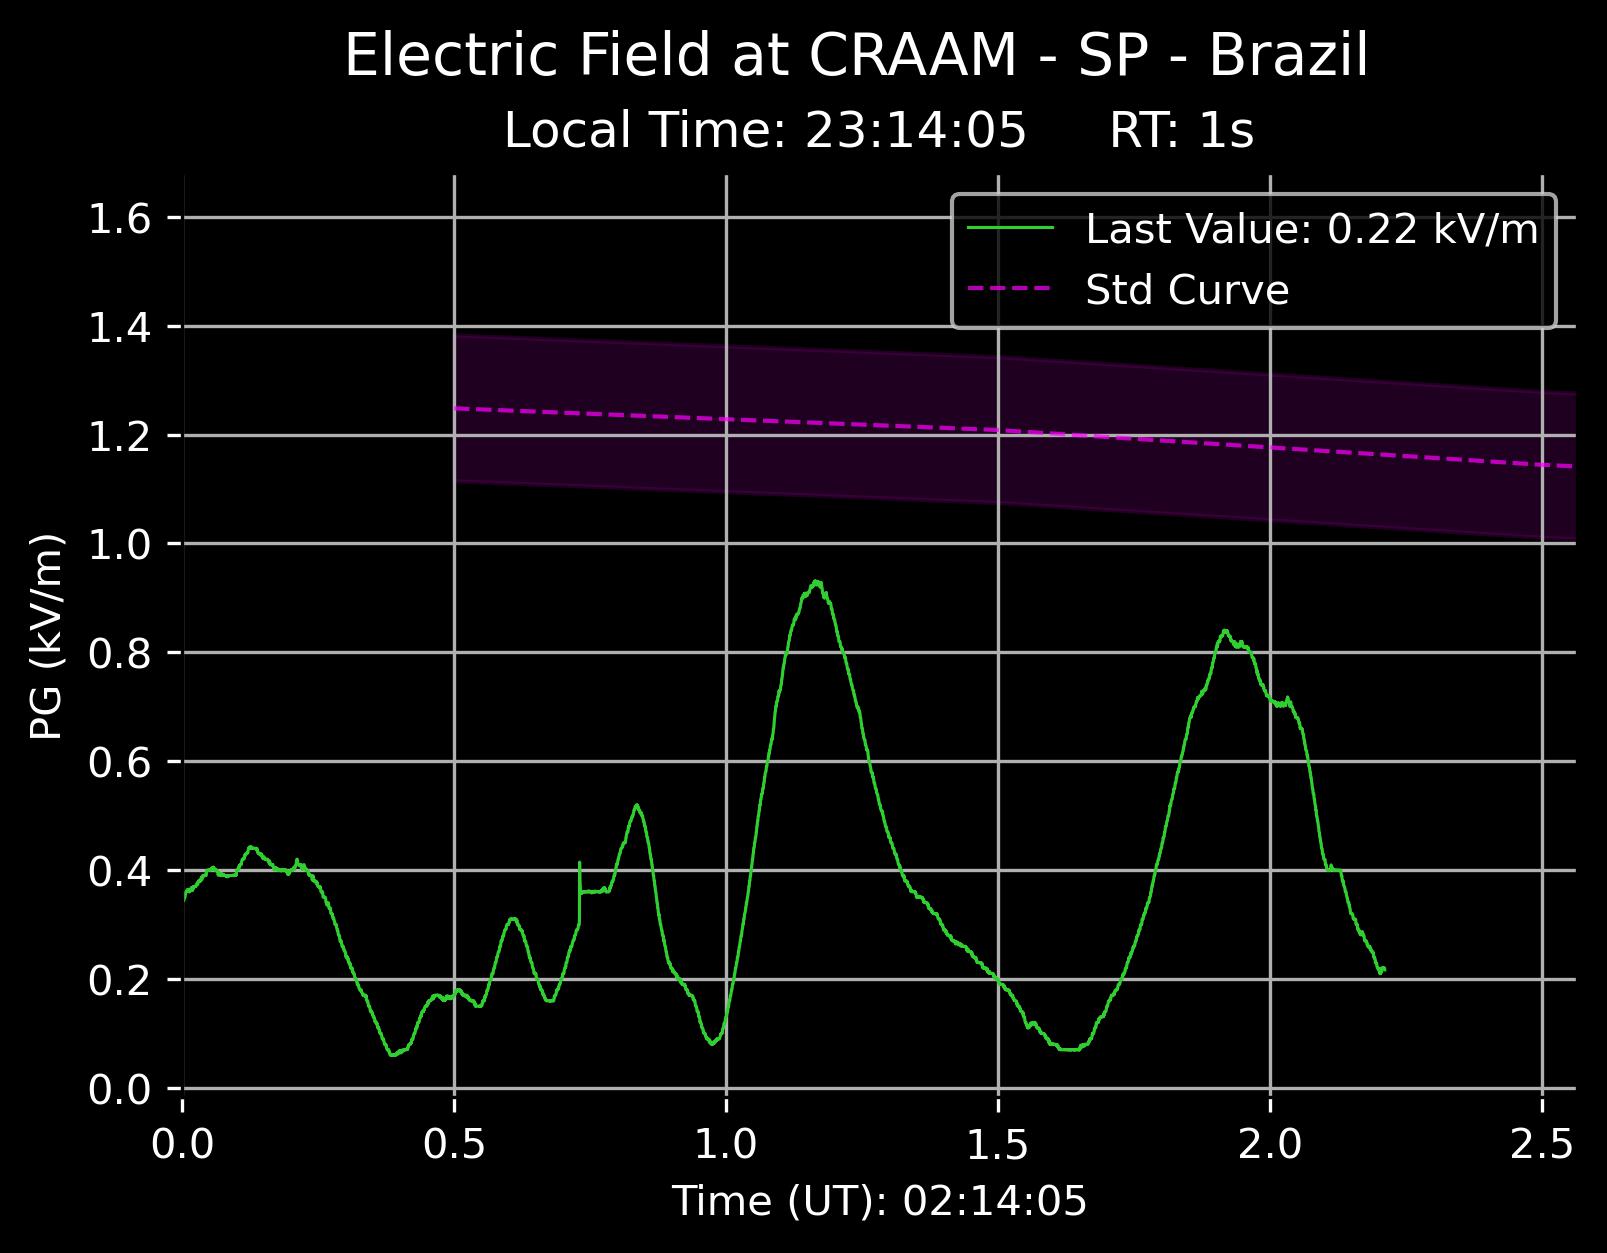 Electric Field at CRAAM - SP - Brazil
Local Time: 23:14:05 RT: 1s
Last Value: 0.22 kV/m
Std Curve
PG (kV/m)
1.6
1.4
1.2
1.0
0.8
0.6
0.4
0.2
0.0
0.0 0.5 1.0 1.5 2.0 2.5
Time (UT): 02:14:05